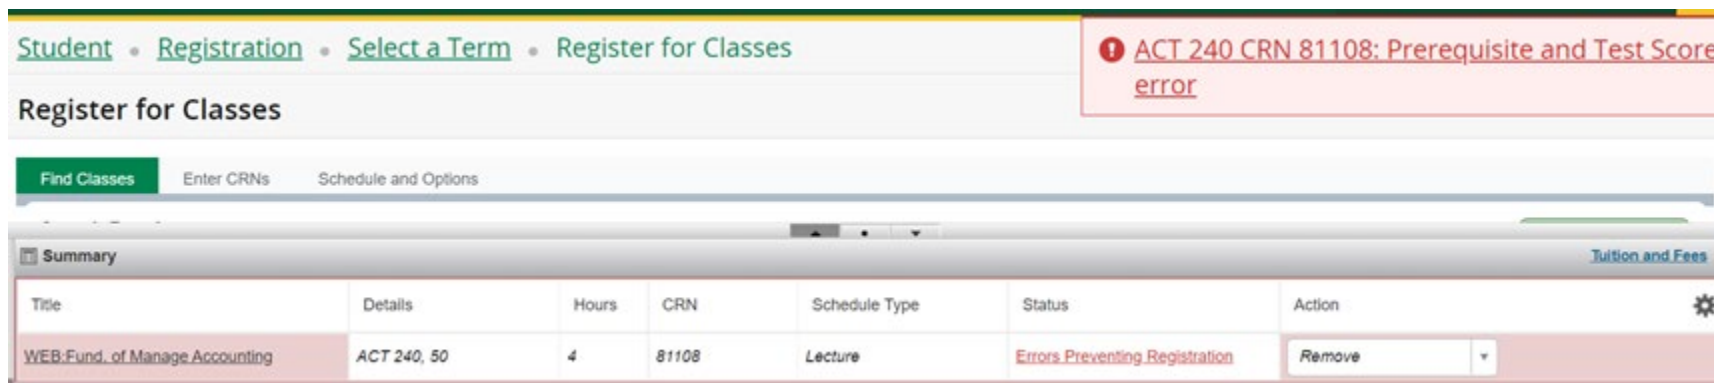 Student • Registration • Select a Term • Register for Classes
ACT 240 CRN 81108: Prerequisite and Test Score
error
Register for Classes
Find Classes Enter CRNs Schedule and Options
Summary Tuition and Fees
Title Details Hours CRN Schedule Type Status Action
WEB:Fund. of Manage Accounting ACT 240, 50 4 81108 Lecture Errors Preventing Registration Remove